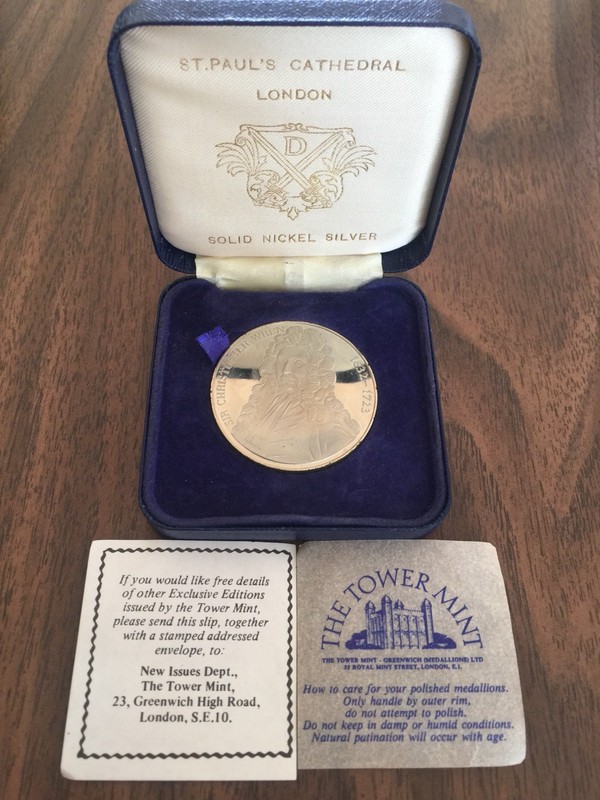 ST.PAUL'S CATHEDRAL
LONDON
D
SOLID NICKEL SILVER
SIR CHRISTOPHER WREN 1632-1723
If you would like free details
of other Exclusive Editions
issued by the Tower Mint,
please send this slip, together
with a stamped addressed
envelope, to:
New Issues Dept.,
The Tower Mint,
23, Greenwich High Road,
London, S.E.10.
THE TOWER MINT
THE TOWER MINT - GREENWICH (MEDALLIONS) LTD
53 ROYAL MINT STREET, LONDON, E.1.
How to care for your polished medallions.
Only handle by outer rim,
do not attempt to polish.
Do not keep in damp or humid conditions.
Natural patination will occur with age.